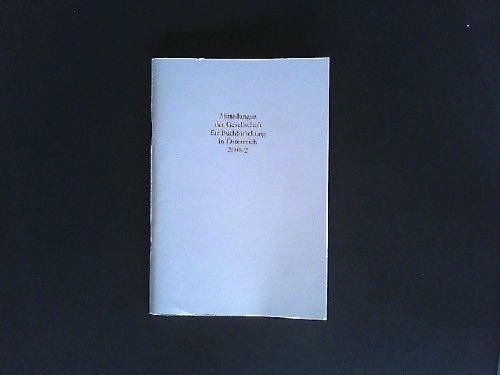 Mitteilungen
der Gesellschaft
für Buchforschung
in Österreich
2008-2